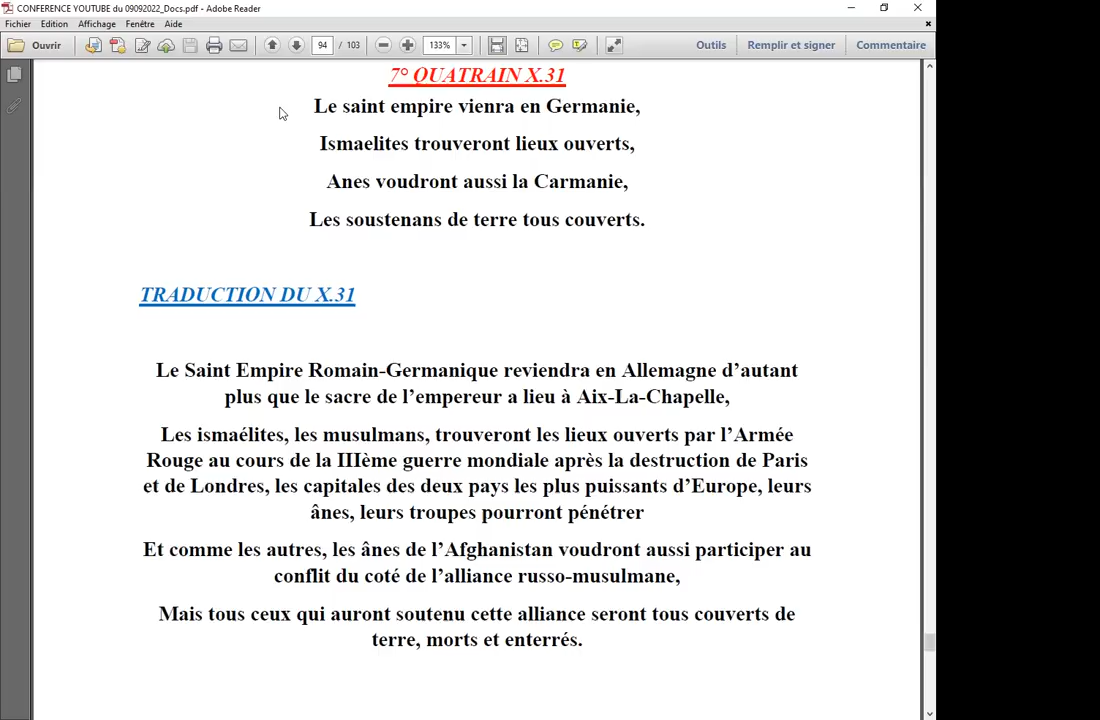 CONFERENCE YOUTUBE du 09092022_Docs.pdf - Adobe Reader
Fichier Edition Affichage Fenêtre Aide
Ouvrir 94 / 103 133% Outils Remplir et signer Commentaire
7° QUATRAIN X.31
Le saint empire vienra en Germanie,
Ismaelites trouveront lieux ouverts,
Anes voudront aussi la Carmanie,
Les soustenans de terre tous couverts.
TRADUCTION DU X.31
Le Saint Empire Romain-Germanique reviendra en Allemagne d’autant
plus que le sacre de l’empereur a lieu à Aix-La-Chapelle,
Les ismaélites, les musulmans, trouveront les lieux ouverts par l’Armée
Rouge au cours de la IIIème guerre mondiale après la destruction de Paris
et de Londres, les capitales des deux pays les plus puissants d’Europe, leurs
ânes, leurs troupes pourront pénétrer
Et comme les autres, les ânes de l’Afghanistan voudront aussi participer au
conflit du coté de l’alliance russo-musulmane,
Mais tous ceux qui auront soutenu cette alliance seront tous couverts de
terre, morts et enterrés.